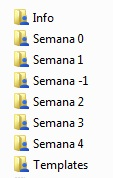 Info
Semana 0
Semana 1
Semana -1
Semana 2
Semana 3
Semana 4
Templates